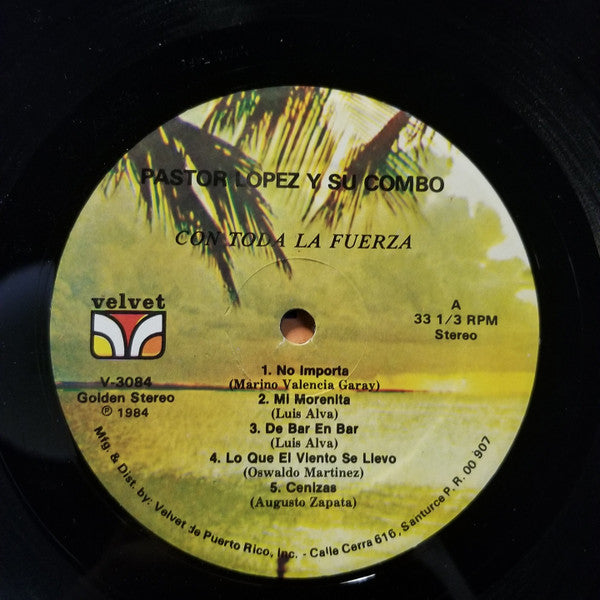 PASTOR LOPEZ Y SU COMBO
CON TODA LA FUERZA
velvet
V-3084
Golden Stereo
℗ 1984
A
33 1/3 RPM
Stereo
1. No Importa
(Marino Valencia Garay)
2. Mi Morenita
(Luis Alva)
3. De Bar En Bar
(Luis Alva)
4. Lo Que El Viento Se Llevo
(Oswaldo Martinez)
5. Cenizas
(Augusto Zapata)
Mfg. & Dist. by: Velvet de Puerto Rico, Inc. - Calle Cerra 616, Santurce P. R. 00 907